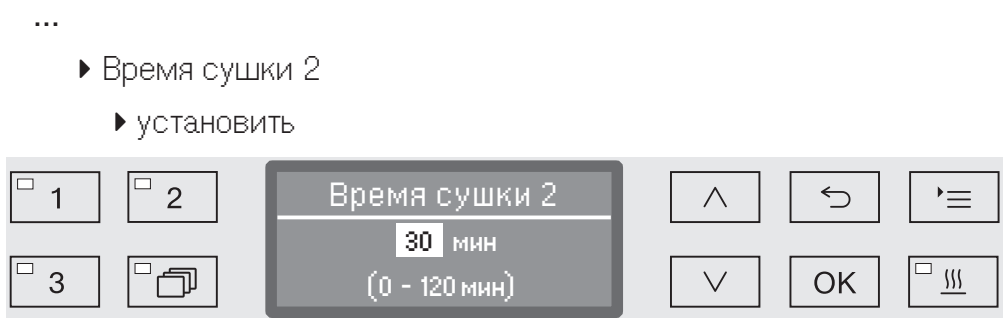 ...
Время сушки 2
установить
1 2 Время сушки 2
30 мин
3 (0 - 120 мин) OK